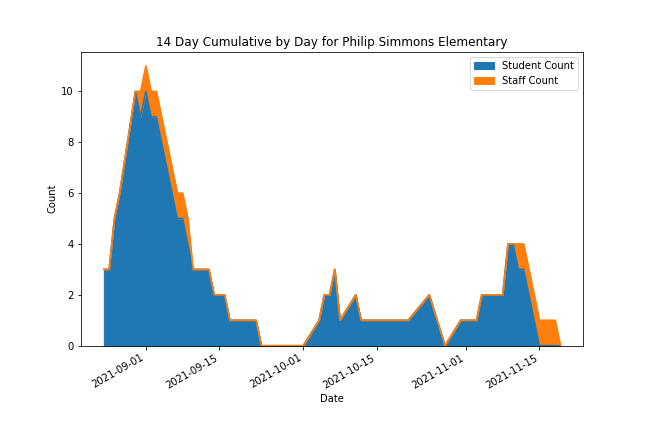 14 Day Cumulative by Day for Philip Simmons Elementary
Student Count
Staff Count
Count
10
8
6
4
2
0
2021-09-01
2021-09-15
2021-10-01
2021-10-15
2021-11-01
2021-11-15
Date